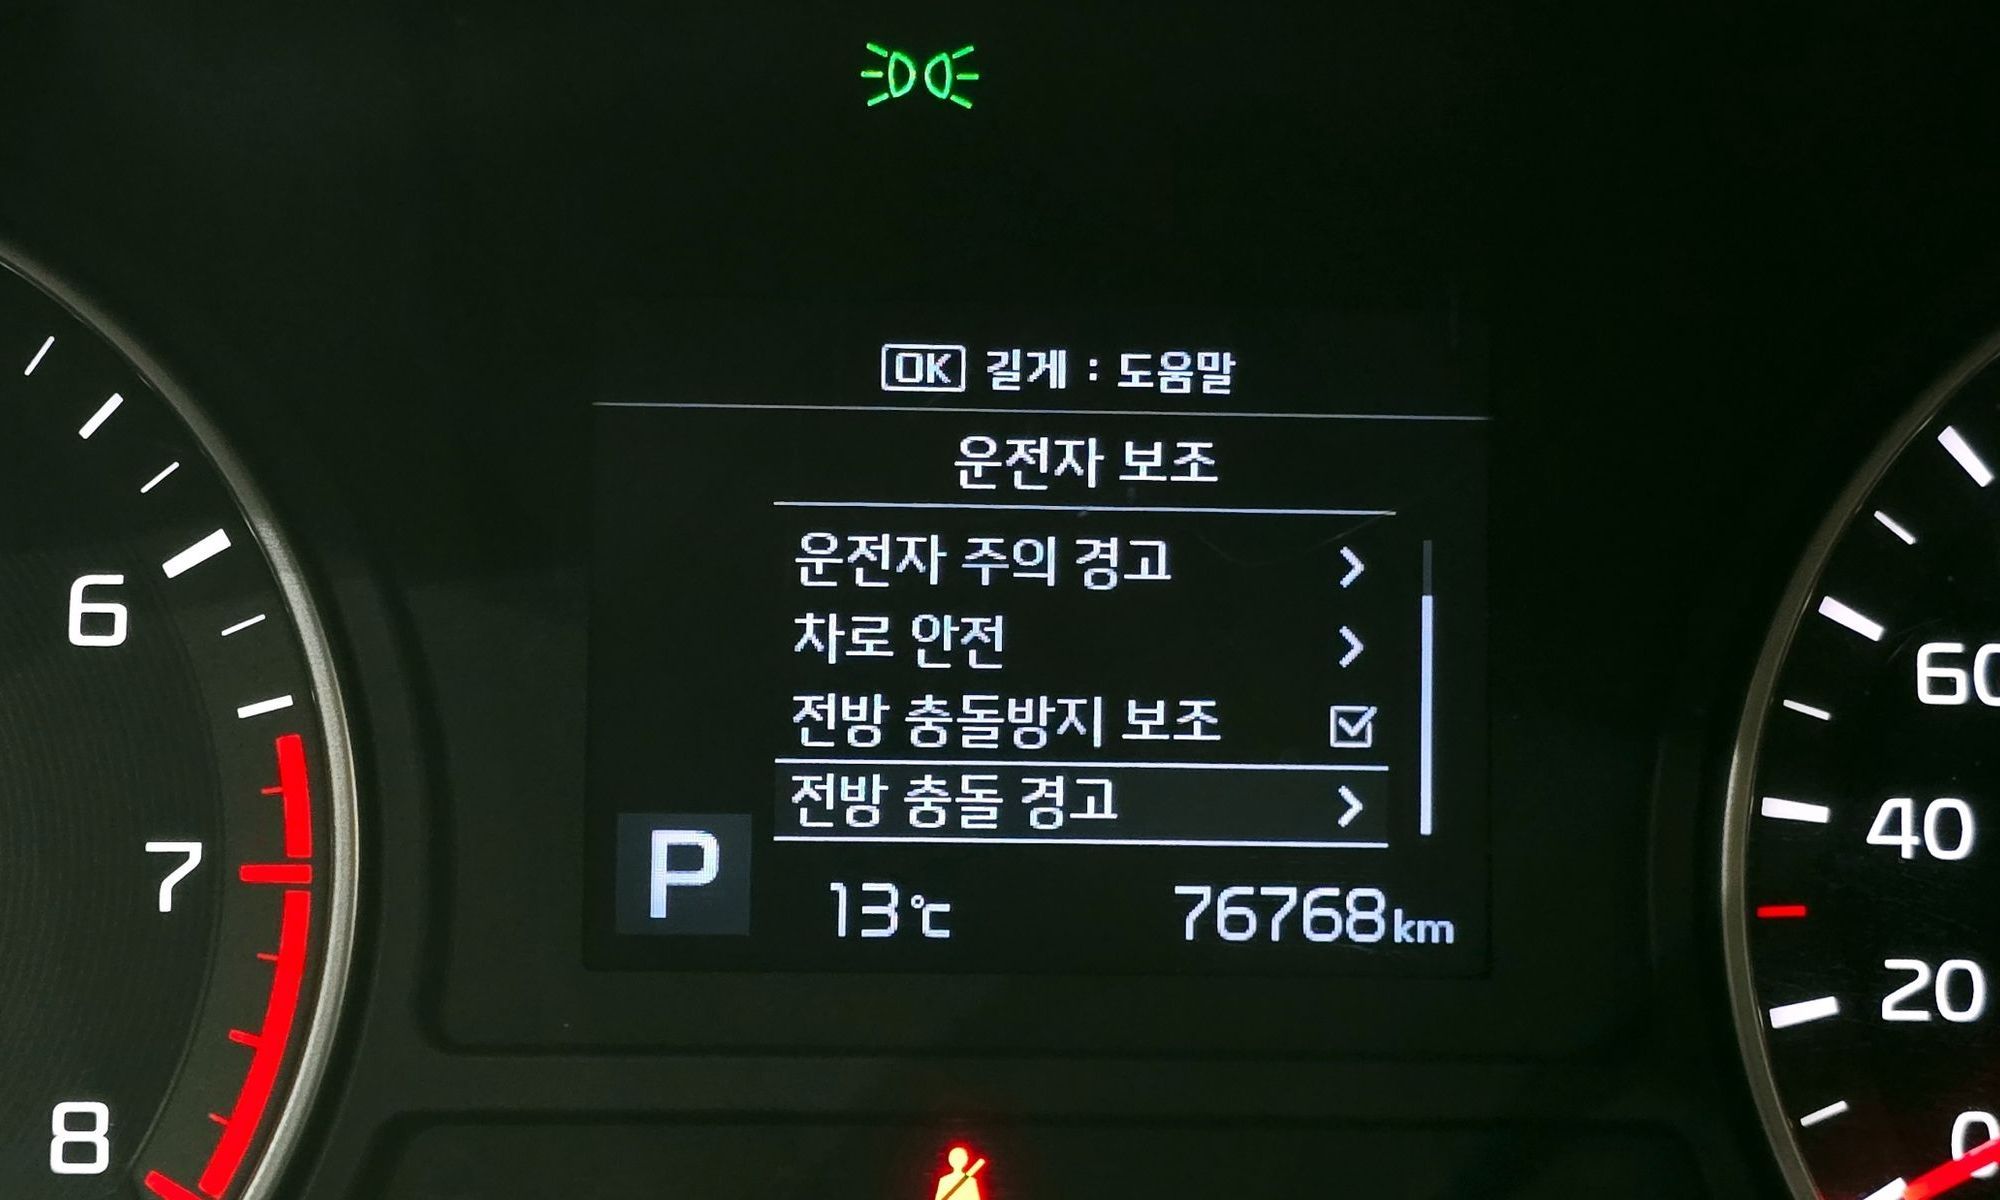 OK 길게 : 도움말
운전자 보조
운전자 주의 경고
차로 안전
전방 충돌방지 보조
전방 충돌 경고
P
13℃
76768km
6
7
8
60
40
20
0